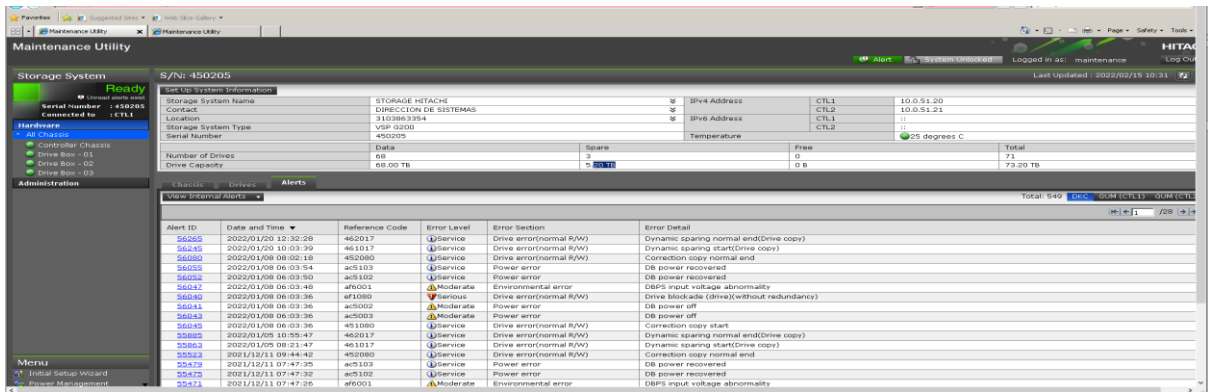 Favorites Suggested Sites Web Slice Gallery
Maintenance Utility Maintenance Utility Page Safety Tools
Maintenance Utility HITA
Alert System Unlocked Logged in as: maintenance Log Out
Storage System S/N: 450205 Last Updated : 2022/02/15 10:31
Ready
Unread alerts exist
Serial Number : 450205
Connected to : CTL1
Hardware
All Chassis
Controller Chassis
Drive Box - 01
Drive Box - 02
Drive Box - 03
Administration
Set Up System Information
Storage System Name STORAGE HITACHI IPv4 Address CTL1 10.0.51.20
Contact DIRECCION DE SISTEMAS CTL2 10.0.51.21
Location 3103863354 IPv6 Address CTL1 ::
Storage System Type VSP G200 CTL2 ::
Serial Number 450205 Temperature 25 degrees C
Data Spare Free Total
Number of Drives 68 3 0 71
Drive Capacity 68.00 TB 5.20 TB 0 B 73.20 TB
Chassis Drives Alerts
View Internal Alerts Total: 549 DKC GUM (CTL1) GUM (CTL
1 /28
Alert ID Date and Time Reference Code Error Level Error Section Error Detail
56265 2022/01/20 12:32:28 462017 Service Drive error(normal R/W) Dynamic sparing normal end(Drive copy)
56245 2022/01/20 10:03:39 461017 Service Drive error(normal R/W) Dynamic sparing start(Drive copy)
56080 2022/01/08 08:02:18 452080 Service Drive error(normal R/W) Correction copy normal end
56055 2022/01/08 06:03:54 ac5103 Service Power error DB power recovered
56052 2022/01/08 06:03:50 ac5102 Service Power error DB power recovered
56047 2022/01/08 06:03:48 af6001 Moderate Environmental error DBPS input voltage abnormality
56040 2022/01/08 06:03:36 ef1080 Serious Drive error(normal R/W) Drive blockade (drive)(without redundancy)
56041 2022/01/08 06:03:36 ac5002 Moderate Power error DB power off
56043 2022/01/08 06:03:36 ac5003 Moderate Power error DB power off
56045 2022/01/08 06:03:36 451080 Service Drive error(normal R/W) Correction copy start
55885 2022/01/05 10:55:47 462017 Service Drive error(normal R/W) Dynamic sparing normal end(Drive copy)
55863 2022/01/05 08:21:47 461017 Service Drive error(normal R/W) Dynamic sparing start(Drive copy)
55523 2021/12/11 09:44:42 452080 Service Drive error(normal R/W) Correction copy normal end
55479 2021/12/11 07:47:35 ac5103 Service Power error DB power recovered
55475 2021/12/11 07:47:32 ac5102 Service Power error DB power recovered
55471 2021/12/11 07:47:26 af6001 Moderate Environmental error DBPS input voltage abnormality
Menu
Initial Setup Wizard
Power Management